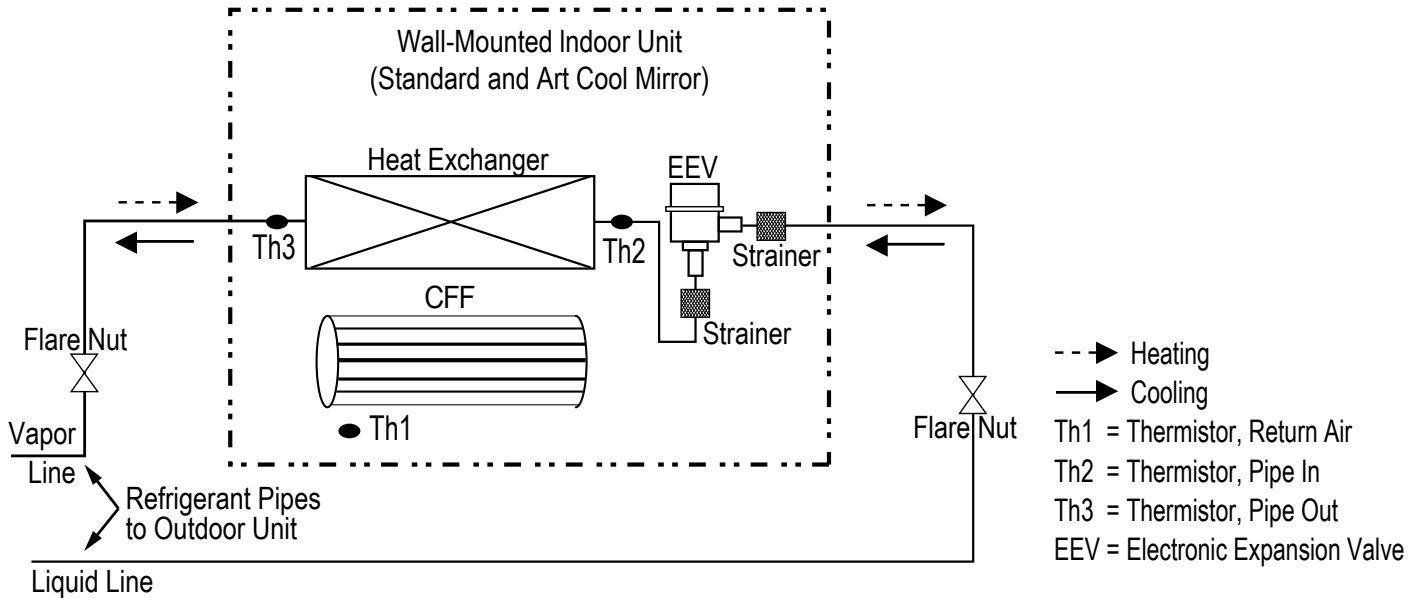 Wall-Mounted Indoor Unit
(Standard and Art Cool Mirror)
Heat Exchanger
EEV
Th3
Th2
Strainer
CFF
Strainer
Flare Nut
Th1
Flare Nut
Vapor
Line
Refrigerant Pipes
to Outdoor Unit
Liquid Line
Heating
Cooling
Th1 = Thermistor, Return Air
Th2 = Thermistor, Pipe In
Th3 = Thermistor, Pipe Out
EEV = Electronic Expansion Valve